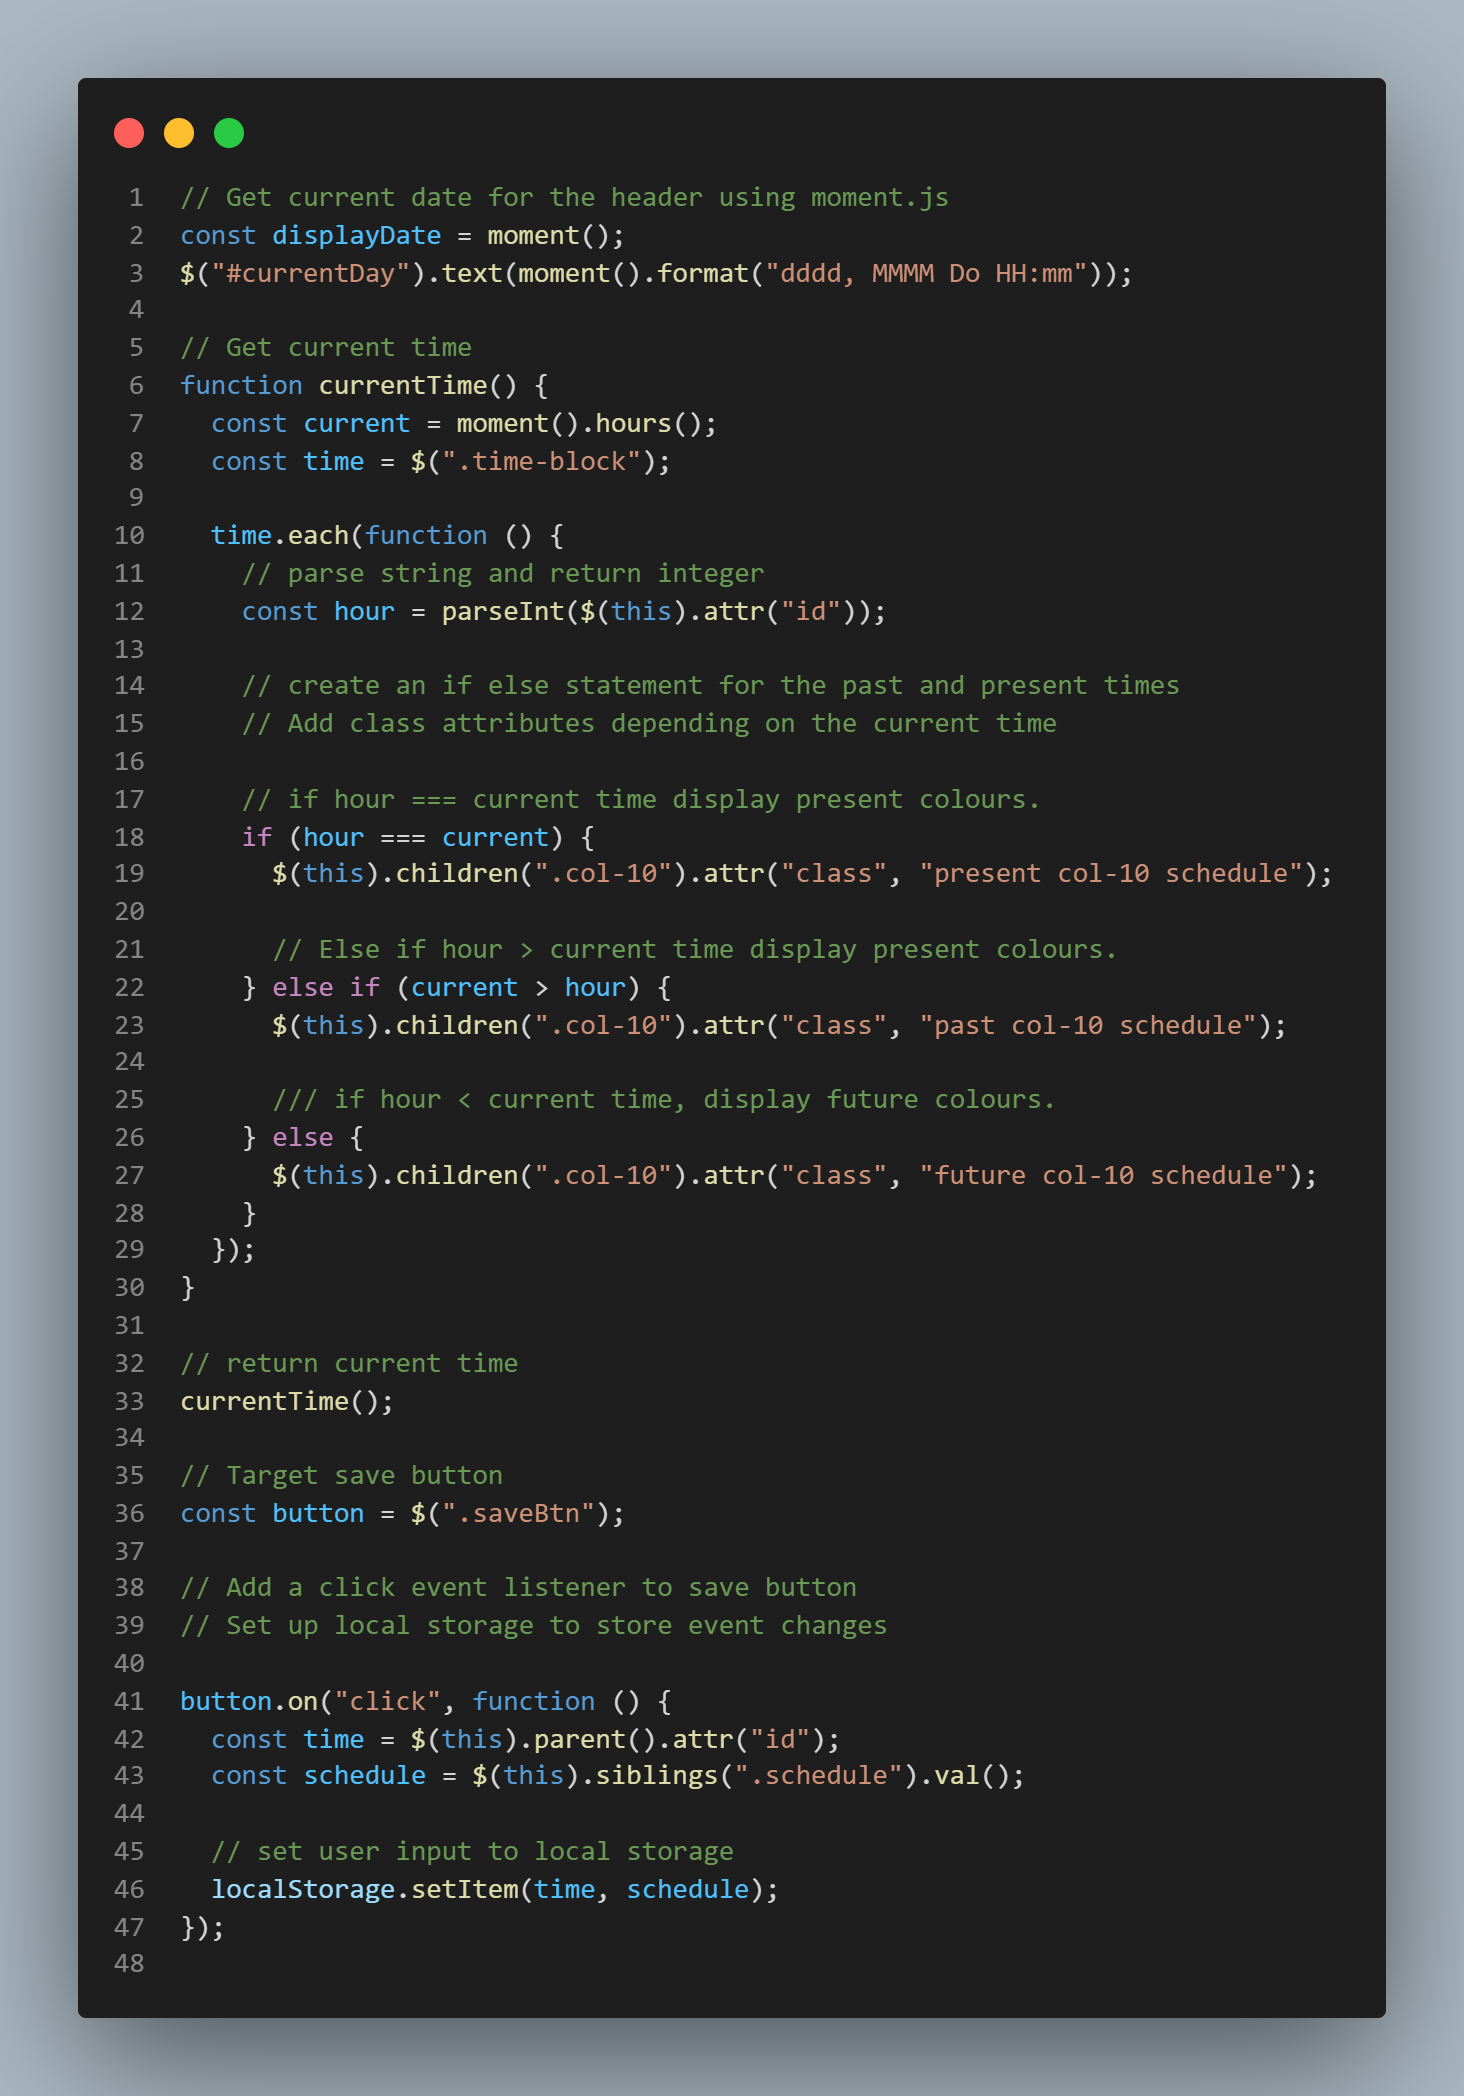 1 // Get current date for the header using moment.js
2 const displayDate = moment();
3 $("#currentDay").text(moment().format("dddd, MMMM Do HH:mm"));
4
5 // Get current time
6 function currentTime() {
7   const current = moment().hours();
8   const time = $(".time-block");
9
10   time.each(function () {
11     // parse string and return integer
12     const hour = parseInt($(this).attr("id"));
13
14     // create an if else statement for the past and present times
15     // Add class attributes depending on the current time
16
17     // if hour === current time display present colours.
18     if (hour === current) {
19       $(this).children(".col-10").attr("class", "present col-10 schedule");
20
21       // Else if hour > current time display present colours.
22     } else if (current > hour) {
23       $(this).children(".col-10").attr("class", "past col-10 schedule");
24
25       /// if hour < current time, display future colours.
26     } else {
27       $(this).children(".col-10").attr("class", "future col-10 schedule");
28     }
29   });
30 }
31
32 // return current time
33 currentTime();
34
35 // Target save button
36 const button = $(".saveBtn");
37
38 // Add a click event listener to save button
39 // Set up local storage to store event changes
40
41 button.on("click", function () {
42   const time = $(this).parent().attr("id");
43   const schedule = $(this).siblings(".schedule").val();
44
45   // set user input to local storage
46   localStorage.setItem(time, schedule);
47 });
48